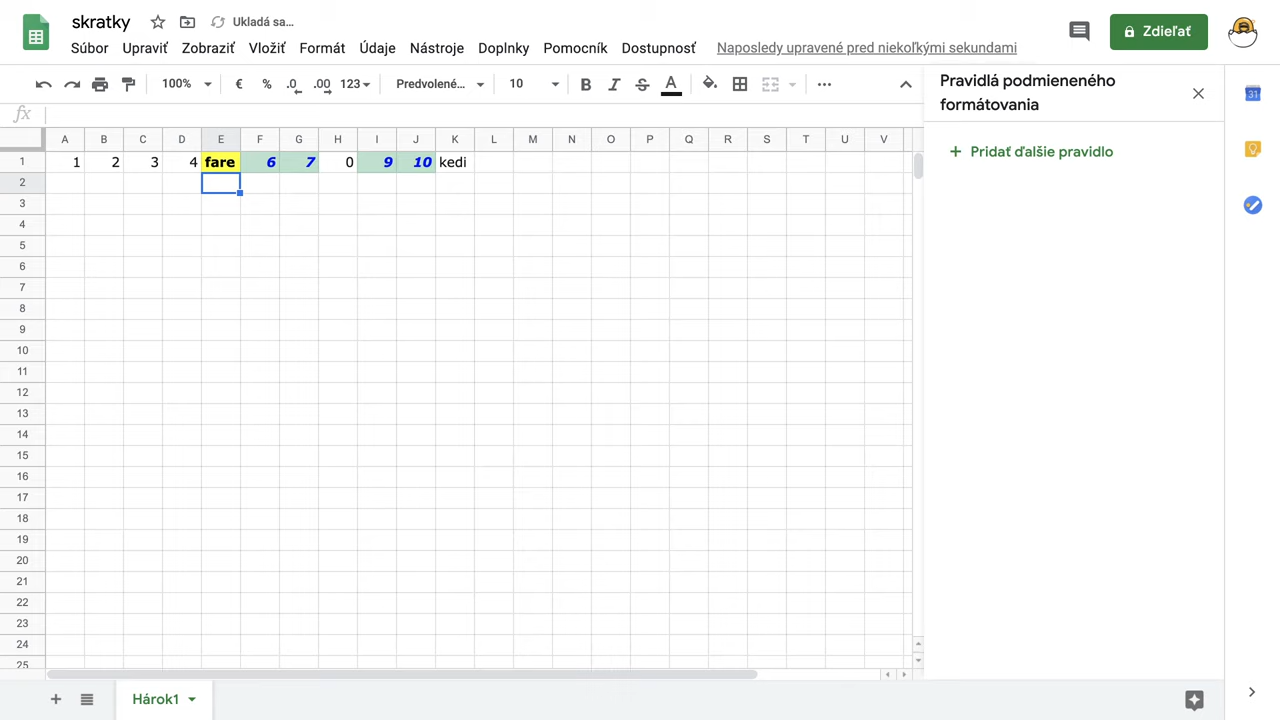 skratky
Ukladá sa…
Súbor Upraviť Zobraziť Vložiť Formát Údaje Nástroje Doplnky Pomocník Dostupnosť Naposledy upravené pred niekoľkými sekundami
Zdieľať
100% € % .0 .00 123 Predvolené… 10 B I S A
fx
Pravidlá podmieneného
formátovania
Pridať ďalšie pravidlo
31
A B C D E F G H I J K L M N O P Q R S T U V
1 1 2 3 4 fare 6 7 0 9 10 kedi
2
3
4
5
6
7
8
9
10
11
12
13
14
15
16
17
18
19
20
21
22
23
24
25
Hárok1